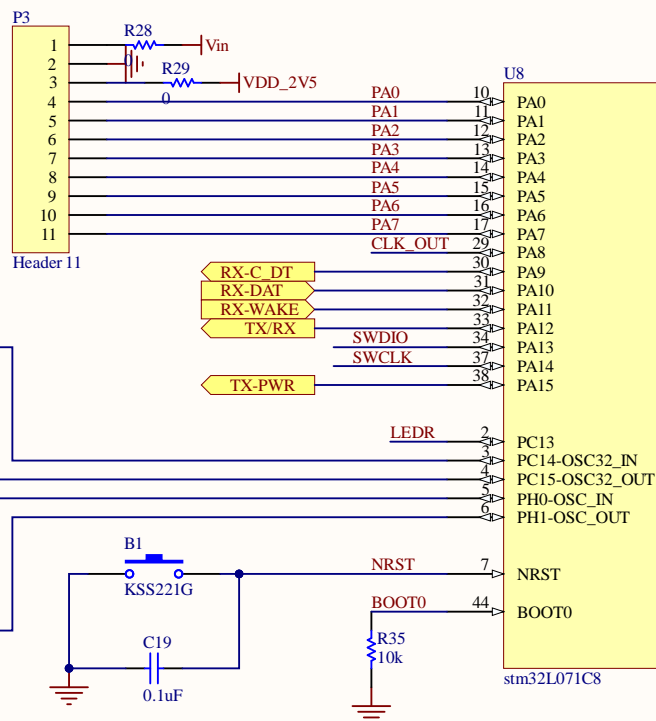 P3
1
2
3
4
5
6
7
8
9
10
11
Header 11
R28
0
Vin
R29
0
VDD_2V5
U8
PA0 10 PA0
PA1 11 PA1
PA2 12 PA2
PA3 13 PA3
PA4 14 PA4
PA5 15 PA5
PA6 16 PA6
PA7 17 PA7
CLK_OUT 29 PA8
RX-C_DT 30 PA9
RX-DAT 31 PA10
RX-WAKE 32 PA11
TX/RX 33 PA12
SWDIO 34 PA13
SWCLK 37 PA14
TX-PWR 38 PA15
LEDR 2 PC13
3 PC14-OSC32_IN
4 PC15-OSC32_OUT
5 PH0-OSC_IN
6 PH1-OSC_OUT
B1
KSS221G
NRST 7 NRST
BOOT0 44 BOOT0
C19
0.1uF
R35
10k
stm32L071C8